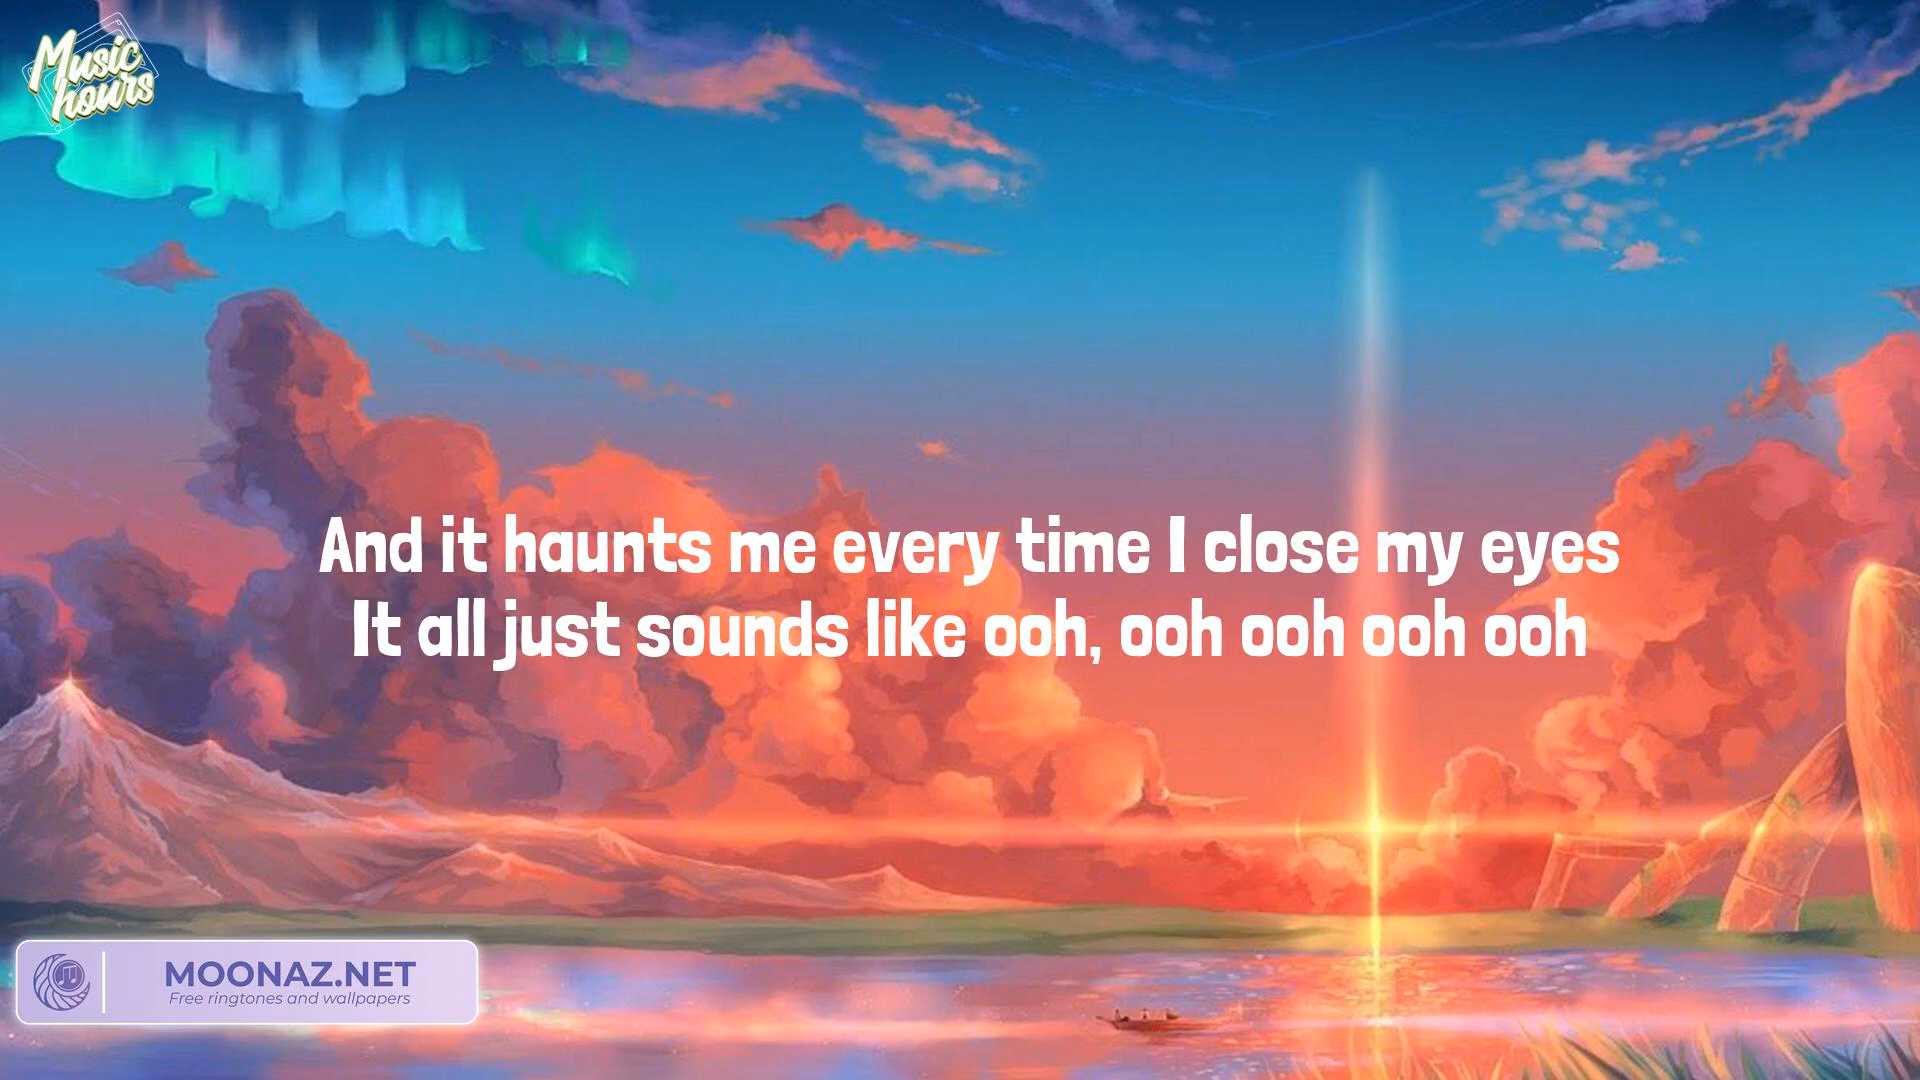 Music
hours
And it haunts me every time I close my eyes
It all just sounds like ooh, ooh ooh ooh ooh
MOONAZ.NET
Free ringtones and wallpapers